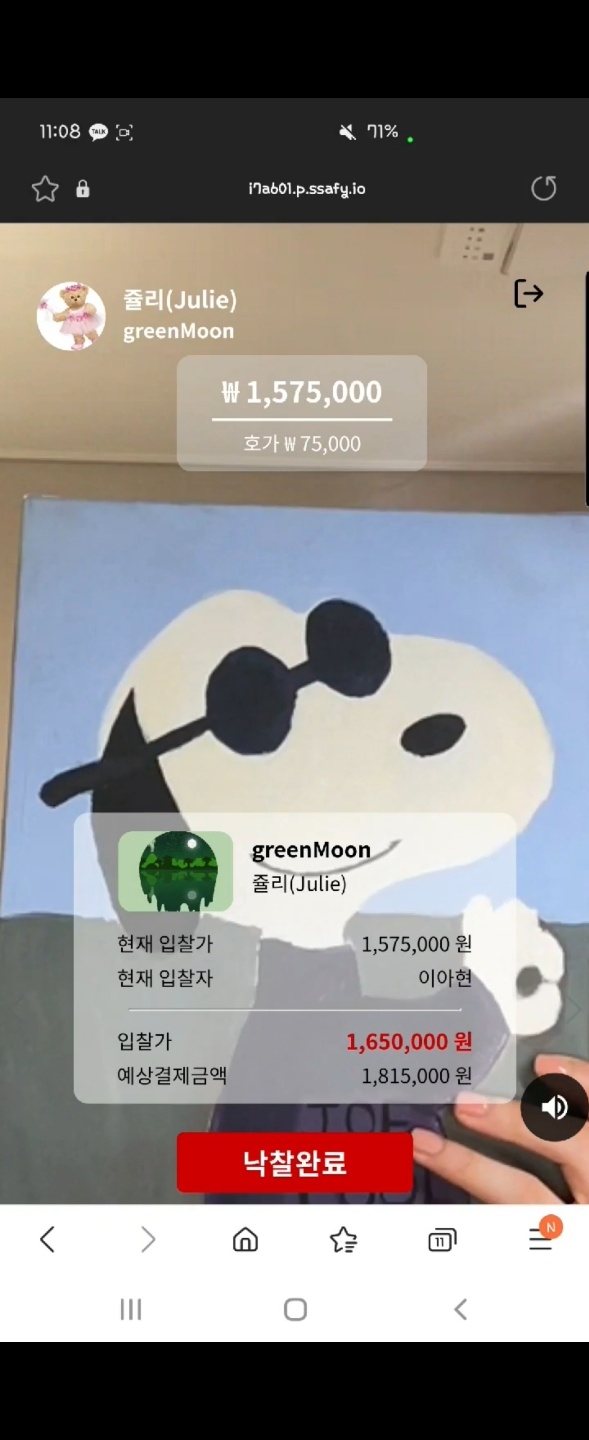 11:08 TALK 71%
i7a601.p.ssafy.io
쥴리(Julie)
greenMoon
₩ 1,575,000
호가 ₩ 75,000
greenMoon
쥴리(Julie)
현재 입찰가 1,575,000 원
현재 입찰자 이아현
입찰가 1,650,000 원
예상결제금액 1,815,000 원
JOE
낙찰완료
11 N